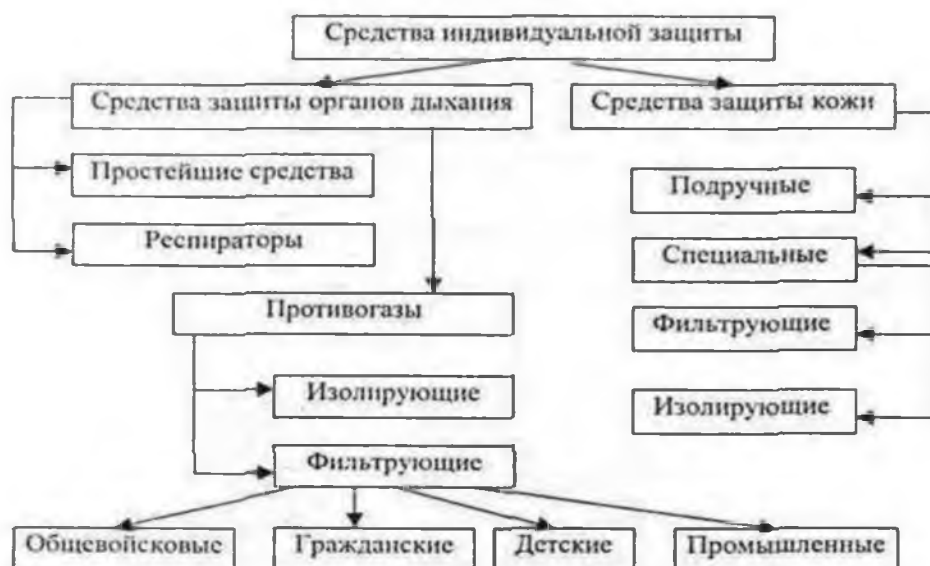 Средства индивидуальной защиты
Средства защиты органов дыхания
Средства защиты кожи
Простейшие средства
Подручные
Респираторы
Специальные
Противогазы
Фильтрующие
Изолирующие
Изолирующие
Фильтрующие
Общевойсковые
Гражданские
Детские
Промышленные